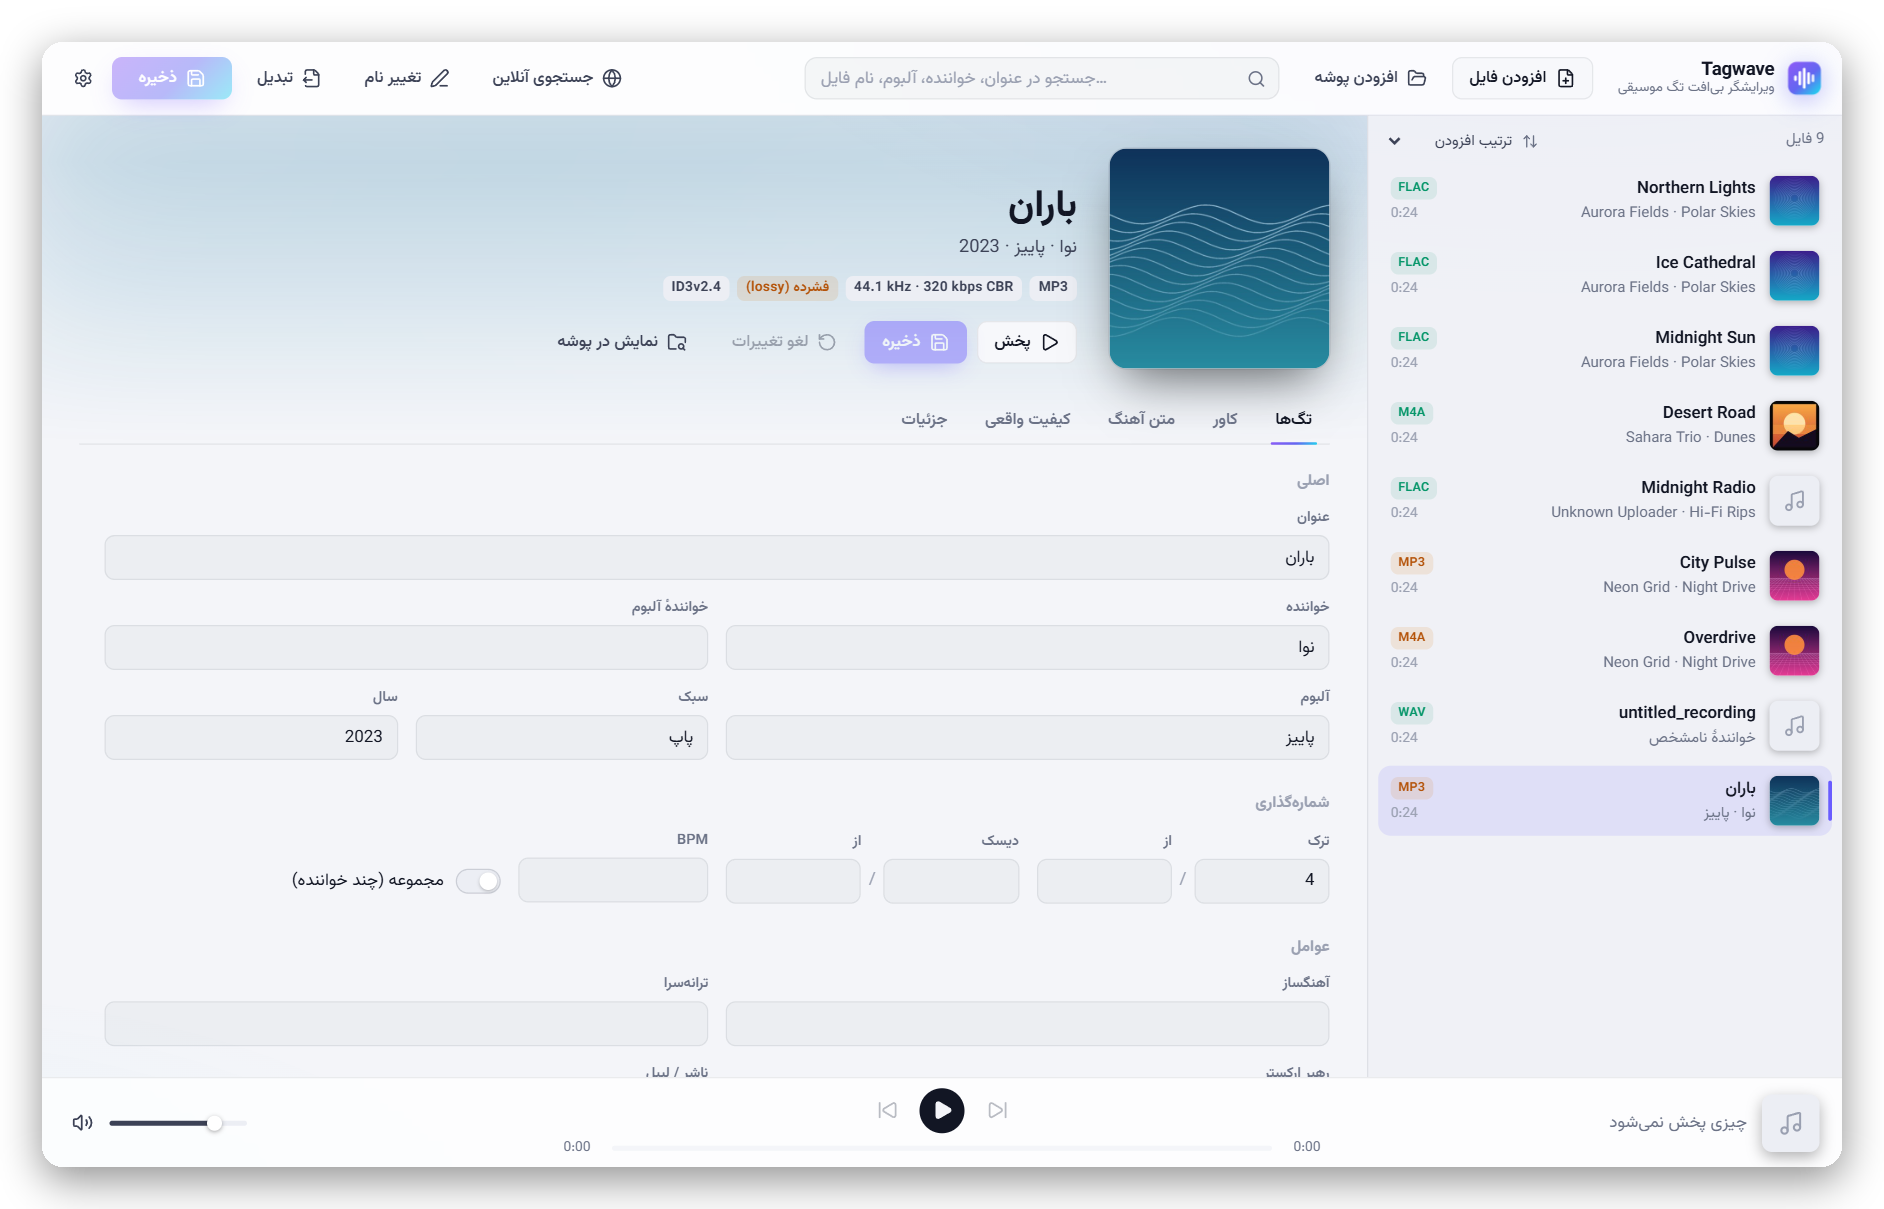 Tagwave
ویرایشگر بی‌افت تگ موسیقی
افزودن فایل
افزودن پوشه
جستجو در عنوان، خواننده، آلبوم، نام فایل...
جستجوی آنلاین
تغییر نام
تبدیل
ذخیره
9 فایل
ترتیب افزودن
Northern Lights
FLAC
Aurora Fields · Polar Skies
0:24
Ice Cathedral
FLAC
Aurora Fields · Polar Skies
0:24
Midnight Sun
FLAC
Aurora Fields · Polar Skies
0:24
Desert Road
M4A
Sahara Trio · Dunes
0:24
Midnight Radio
FLAC
Unknown Uploader · Hi-Fi Rips
0:24
City Pulse
MP3
Neon Grid · Night Drive
0:24
Overdrive
M4A
Neon Grid · Night Drive
0:24
untitled_recording
WAV
خوانندهٔ نامشخص
0:24
باران
MP3
نوا · پاییز
0:24
باران
نوا · پاییز · 2023
MP3
44.1 kHz · 320 kbps CBR
فشرده (lossy)
ID3v2.4
پخش
ذخیره
لغو تغییرات
نمایش در پوشه
تگ‌ها
کاور
متن آهنگ
کیفیت واقعی
جزئیات
اصلی
عنوان
باران
خواننده
خوانندهٔ آلبوم
نوا
آلبوم
سبک
سال
پاییز
پاپ
2023
شماره‌گذاری
ترک
از
دیسک
از
BPM
4
/
/
مجموعه (چند خواننده)
عوامل
آهنگساز
ترانه‌سرا
رهبر ارکستر
ناشر / لیبل
چیزی پخش نمی‌شود
0:00
0:00